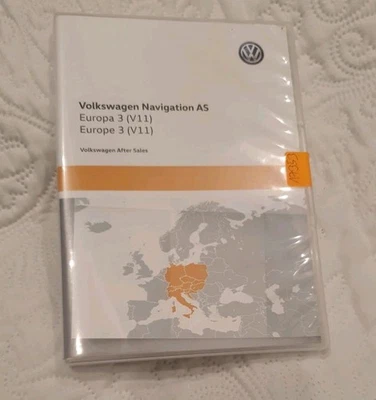 Volkswagen Navigation AS
Europa 3 (V11)
Europe 3 (V11)
Volkswagen After Sales